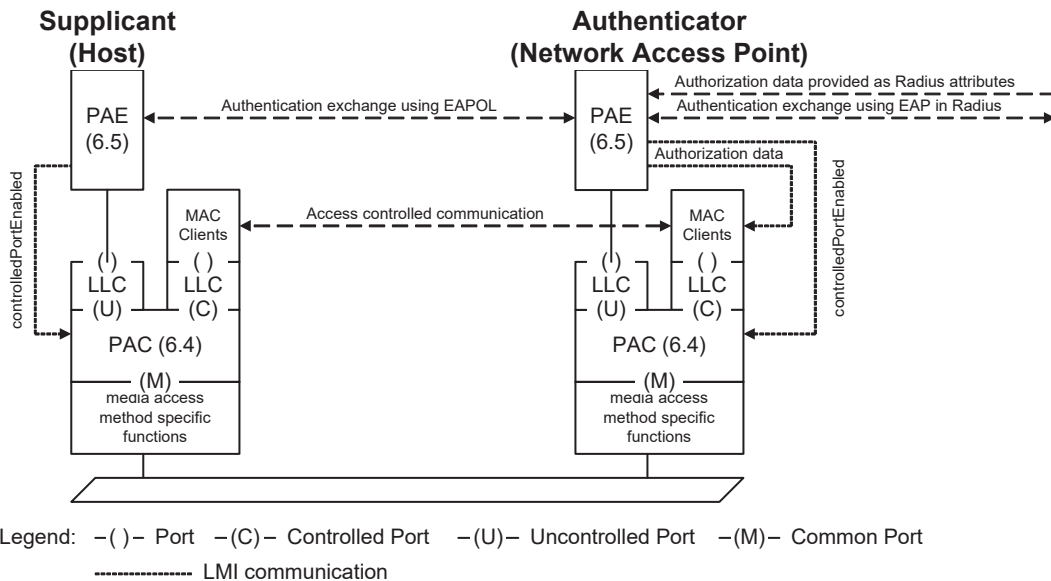 Supplicant
(Host)
Authenticator
(Network Access Point)
PAE
(6.5)
Authentication exchange using EAPOL
PAE
(6.5)
Authorization data provided as Radius attributes
Authentication exchange using EAP in Radius
Authorization data
controlledPortEnabled
MAC
Clients
Access controlled communication
MAC
Clients
controlledPortEnabled
( )
LLC
(U)
( )
LLC
(C)
( )
LLC
(U)
( )
LLC
(C)
PAC (6.4)
PAC (6.4)
(M)
(M)
media access
method specific
functions
media access
method specific
functions
Legend: –( )– Port –(C)– Controlled Port –(U)– Uncontrolled Port –(M)– Common Port
LMI communication